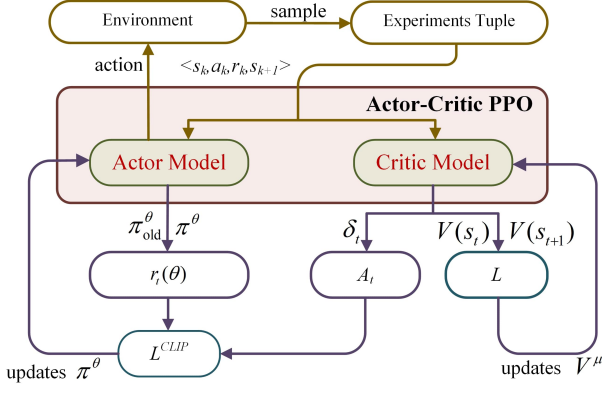 Environment
sample
Experiments Tuple
action
<s_k,a_k,r_k,s_{k+1}>
Actor-Critic PPO
Actor Model
Critic Model
π_old^θ π^θ
δ_t
V(s_t) V(s_{t+1})
r_t(θ)
A_t
L
L^{CLIP}
updates π^θ
updates V^μ